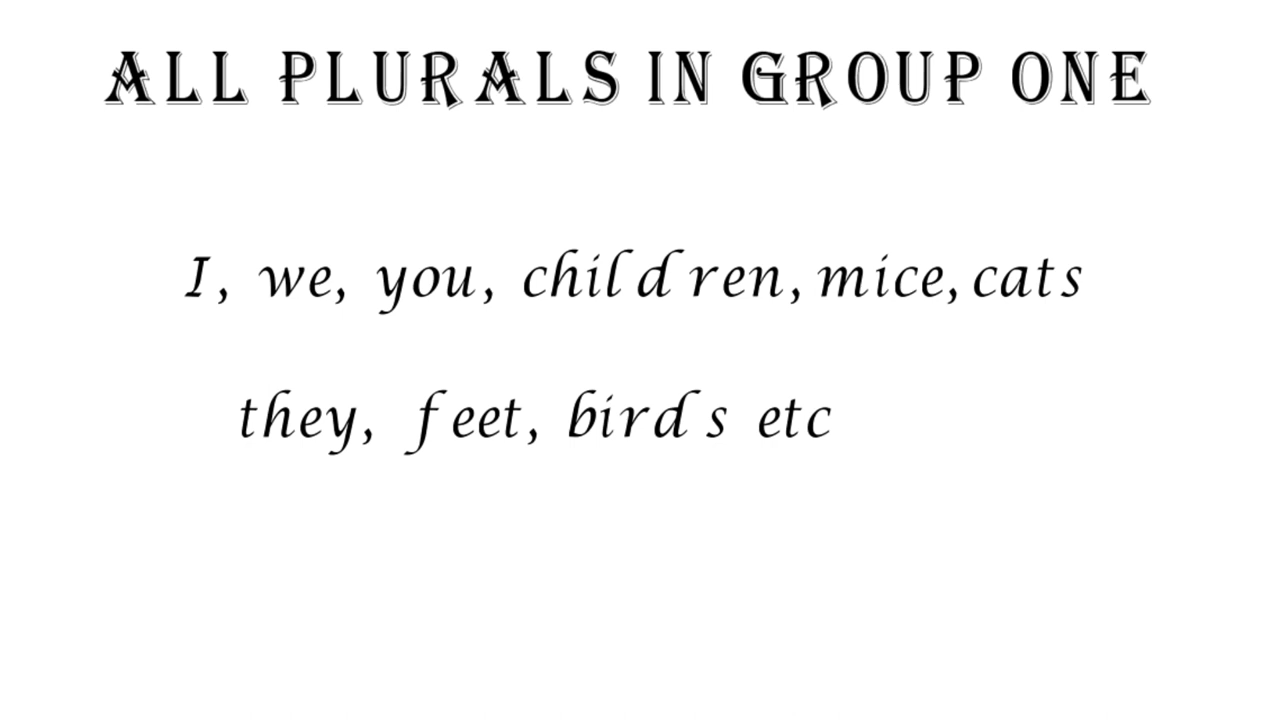 ALL PLURALS IN GROUP ONE
I, we, you, children, mice, cats
they, feet, birds etc